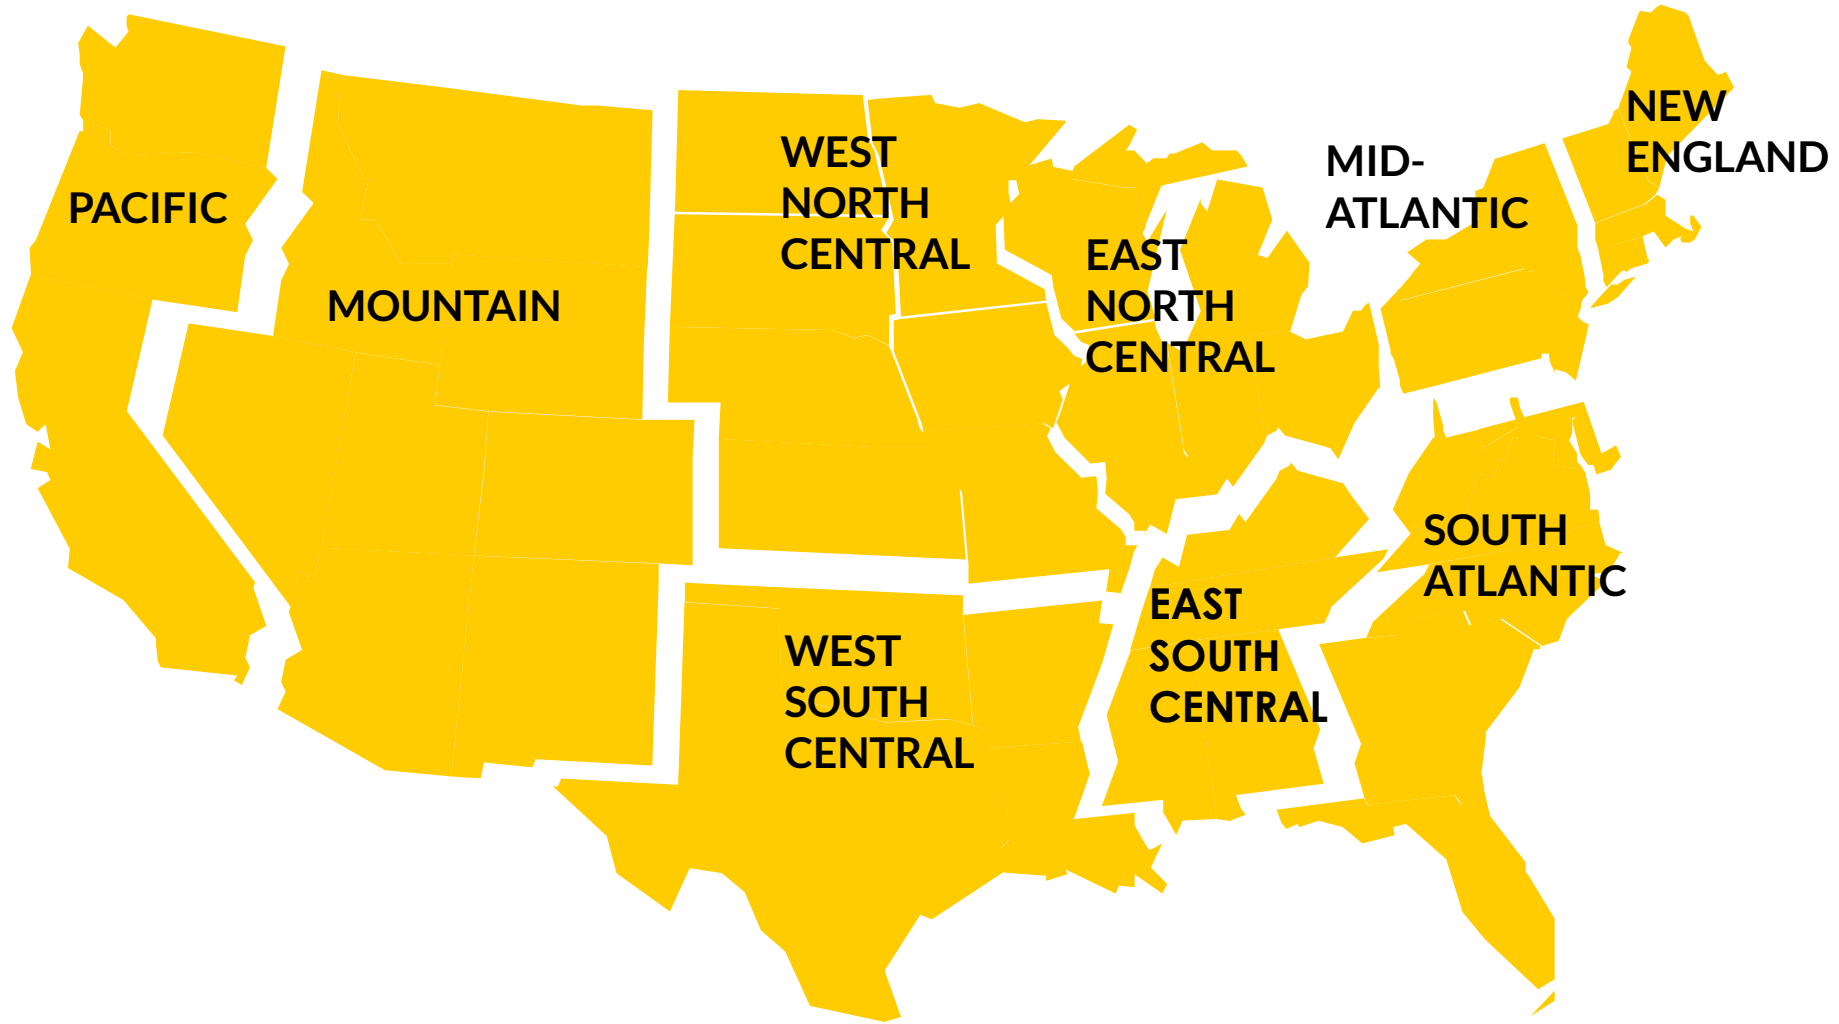 PACIFIC
MOUNTAIN
WEST
NORTH
CENTRAL
EAST
NORTH
CENTRAL
MID-
ATLANTIC
NEW
ENGLAND
WEST
SOUTH
CENTRAL
EAST
SOUTH
CENTRAL
SOUTH
ATLANTIC